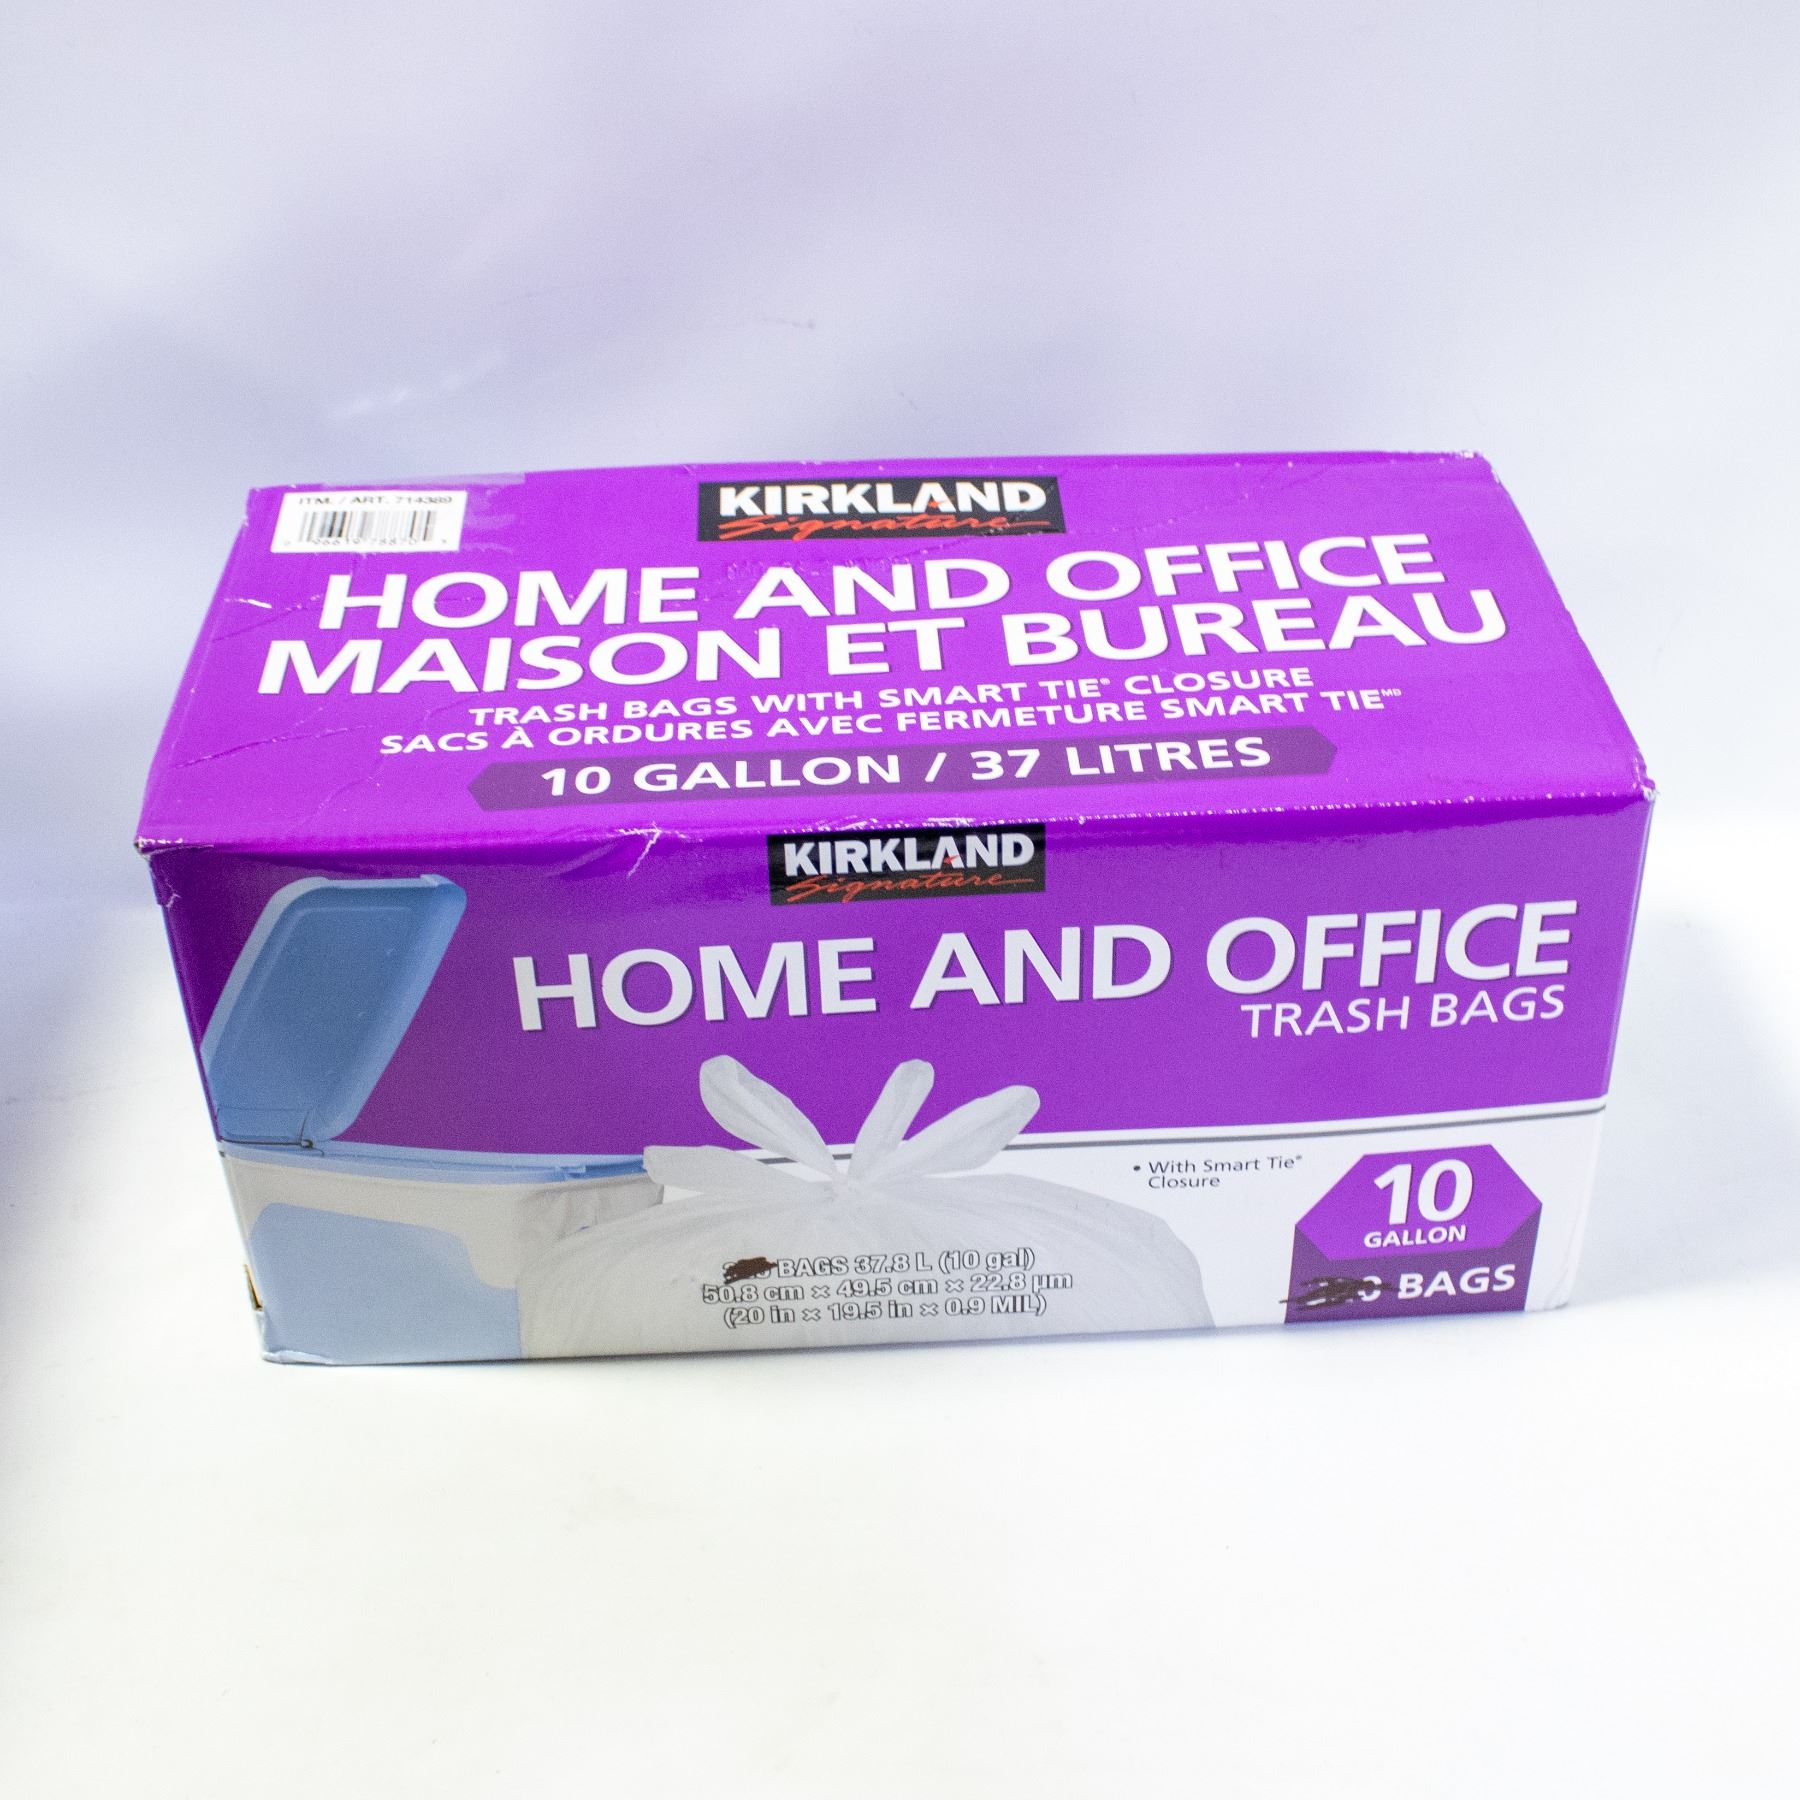 ITM. / ART. 714389
KIRKLAND
Signature
HOME AND OFFICE
MAISON ET BUREAU
TRASH BAGS WITH SMART TIE® CLOSURE
SACS À ORDURES AVEC FERMETURE SMART TIE™ᴰ
10 GALLON / 37 LITRES
KIRKLAND
Signature
HOME AND OFFICE
TRASH BAGS
• With Smart Tie®
Closure
10
GALLON
BAGS
BAGS 37.8 L (10 gal)
50.8 cm × 49.5 cm × 22.8 µm
(20 in × 19.5 in × 0.9 MIL)